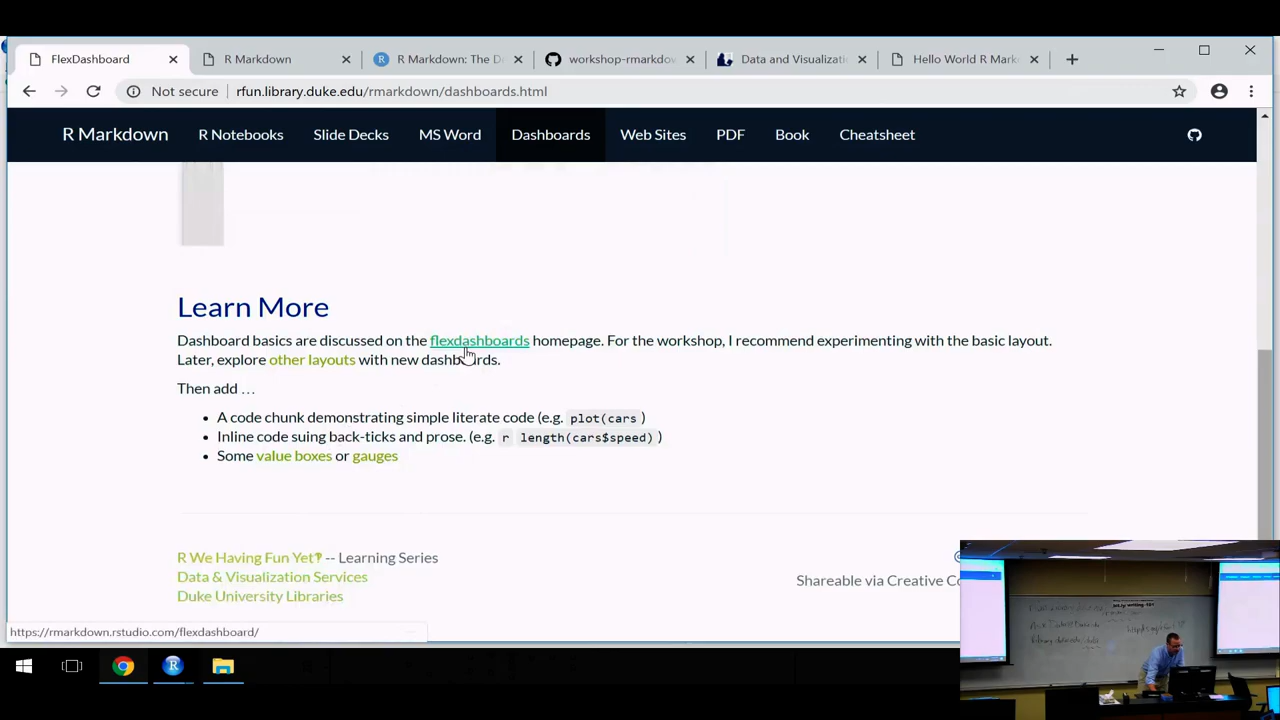 FlexDashboard
R Markdown
R Markdown: The D
workshop-rmarkdow
Data and Visualizati
Hello World R Mark
Not secure
rfun.library.duke.edu/rmarkdown/dashboards.html
R Markdown
R Notebooks
Slide Decks
MS Word
Dashboards
Web Sites
PDF
Book
Cheatsheet
Learn More
Dashboard basics are discussed on the flexdashboards homepage. For the workshop, I recommend experimenting with the basic layout.
Later, explore other layouts with new dashboards.
Then add …
• A code chunk demonstrating simple literate code (e.g. plot(cars )
• Inline code suing back-ticks and prose. (e.g. r length(cars$speed) )
• Some value boxes or gauges
R We Having Fun Yet‽ -- Learning Series
Data & Visualization Services
Shareable via Creative Co
Duke University Libraries
https://rmarkdown.rstudio.com/flexdashboard/